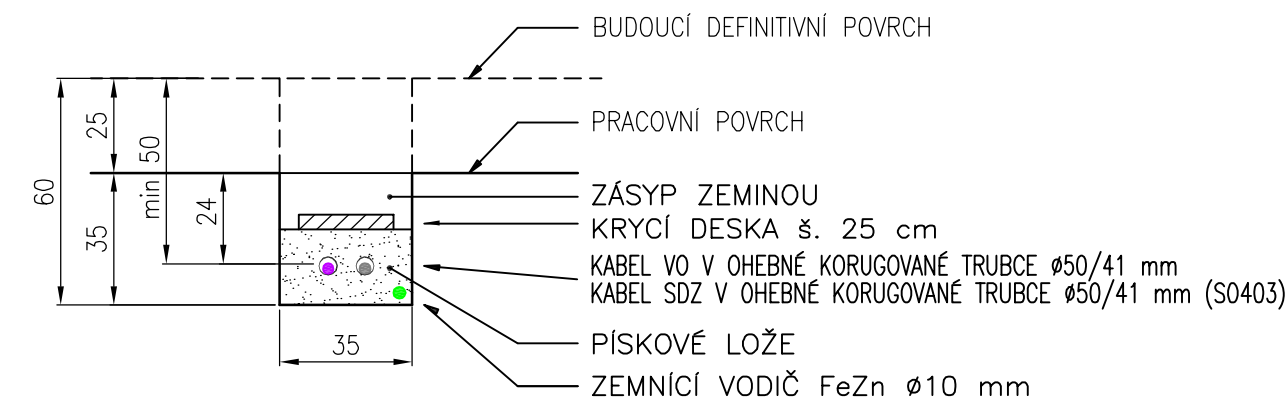 BUDOUCÍ DEFINITIVNÍ POVRCH
PRACOVNÍ POVRCH
ZÁSYP ZEMINOU
KRYCÍ DESKA š. 25 cm
KABEL VO V OHEBNÉ KORUGOVANÉ TRUBCE ø50/41 mm
KABEL SDZ V OHEBNÉ KORUGOVANÉ TRUBCE ø50/41 mm (SO403)
PÍSKOVÉ LOŽE
ZEMNÍCÍ VODIČ FeZn ø10 mm
60
25
35
min 50
24
35